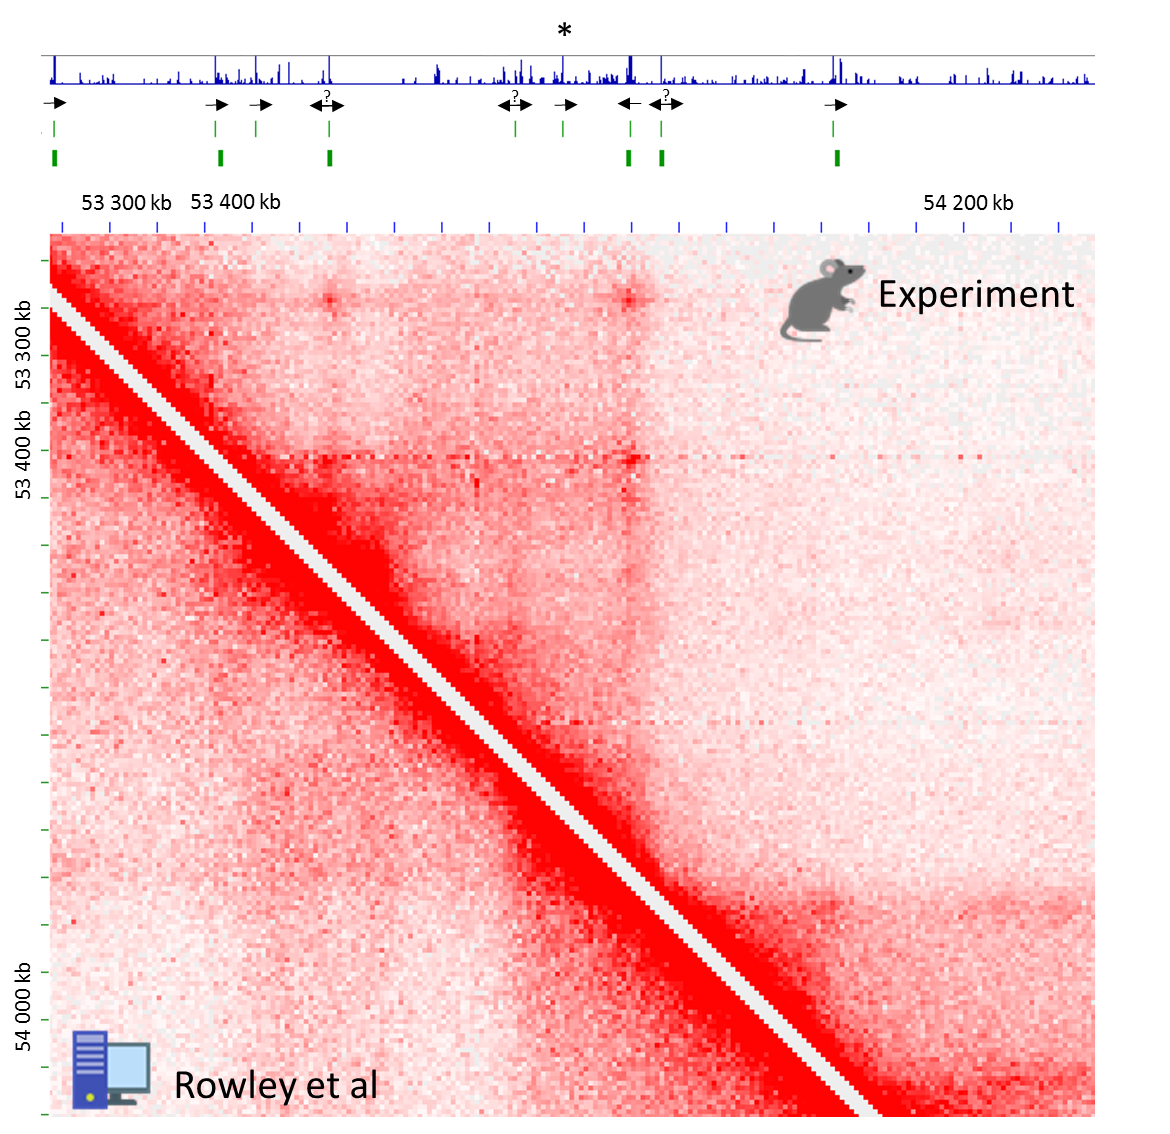 *
? ? ?
53 300 kb 53 400 kb 54 200 kb
Experiment
53 300 kb
53 400 kb
54 000 kb
Rowley et al